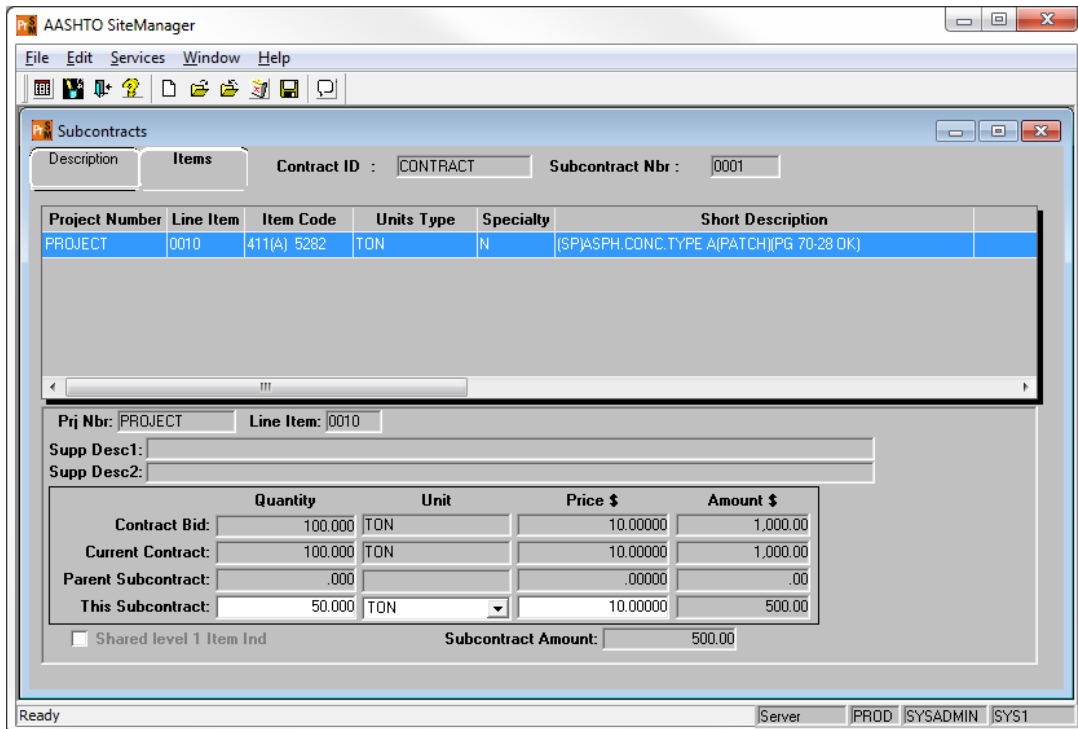 AASHTO SiteManager
File Edit Services Window Help
Subcontracts
Description Items Contract ID : CONTRACT Subcontract Nbr : 0001
Project Number Line Item Item Code Units Type Specialty Short Description
PROJECT 0010 411(A) 5282 TON N (SP)ASPH.CONC.TYPE A(PATCH)(PG 70-28 OK)
Prj Nbr: PROJECT Line Item: 0010
Supp Desc1:
Supp Desc2:
Quantity Unit Price $ Amount $
Contract Bid: 100.000 TON 10.00000 1,000.00
Current Contract: 100.000 TON 10.00000 1,000.00
Parent Subcontract: .000 .00000 .00
This Subcontract: 50.000 TON 10.00000 500.00
Shared level 1 Item Ind Subcontract Amount: 500.00
Ready Server PROD SYSADMIN SYS1